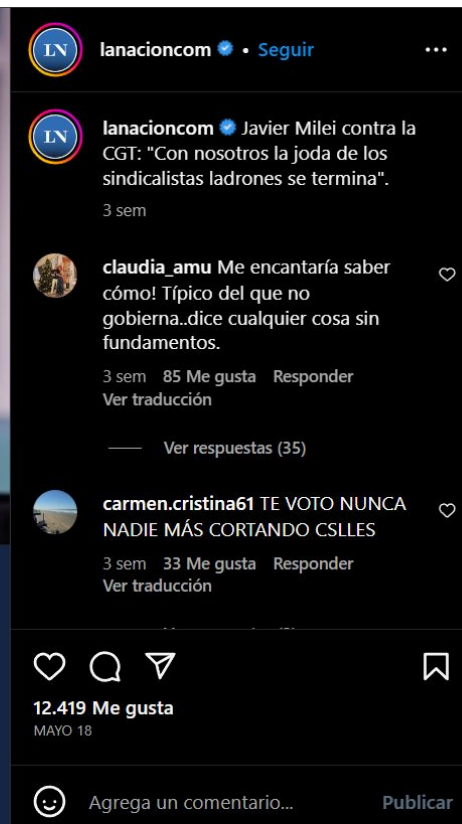 LN
lanacioncom • Seguir
LN
lanacioncom Javier Milei contra la
CGT: "Con nosotros la joda de los
sindicalistas ladrones se termina".
3 sem
claudia_amu Me encantaría saber
cómo! Típico del que no
gobierna..dice cualquier cosa sin
fundamentos.
3 sem 85 Me gusta Responder
Ver traducción
Ver respuestas (35)
carmen.cristina61 TE VOTO NUNCA
NADIE MÁS CORTANDO CSLLES
3 sem 33 Me gusta Responder
Ver traducción
12.419 Me gusta
MAYO 18
Agrega un comentario... Publicar